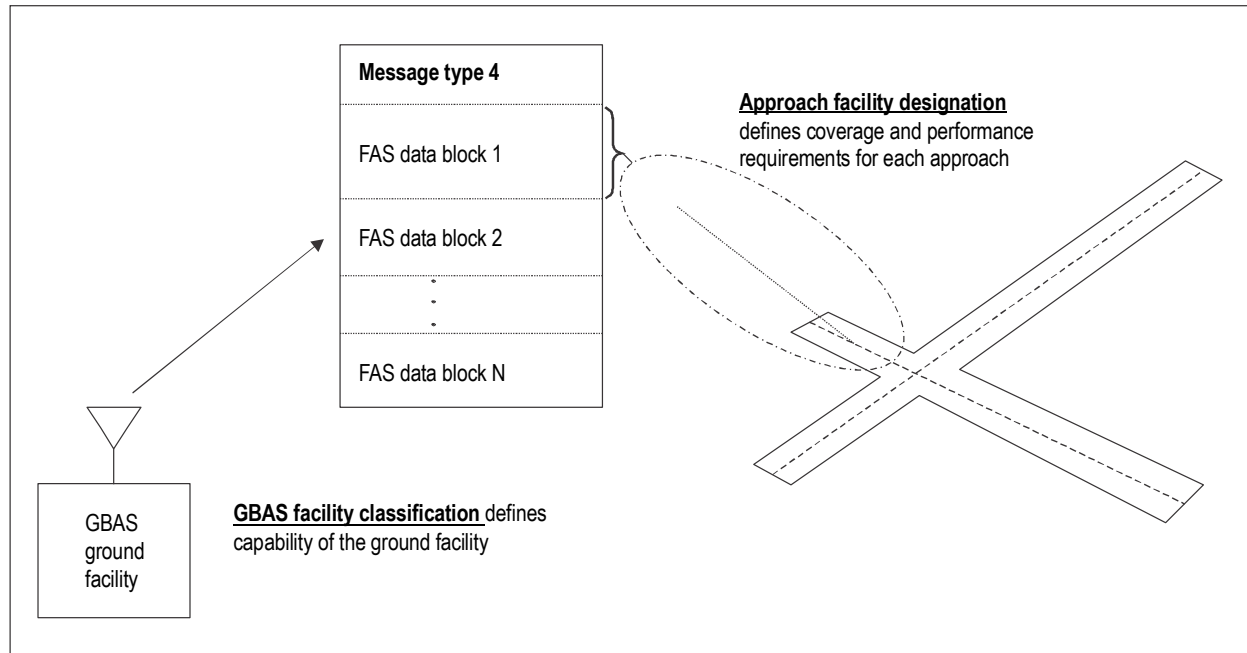 Message type 4
FAS data block 1
FAS data block 2
FAS data block N
Approach facility designation
defines coverage and performance
requirements for each approach
GBAS
ground
facility
GBAS facility classification defines
capability of the ground facility